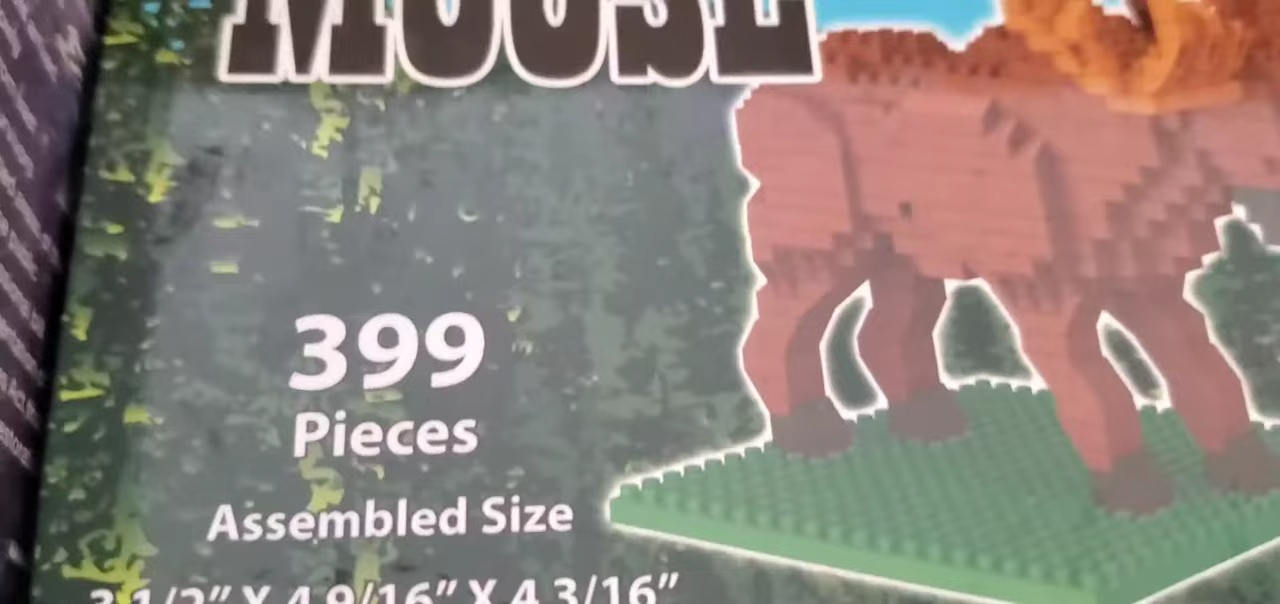 MOOSE
399
Pieces
Assembled Size
3 1/2" X 4 9/16" X 4 3/16"